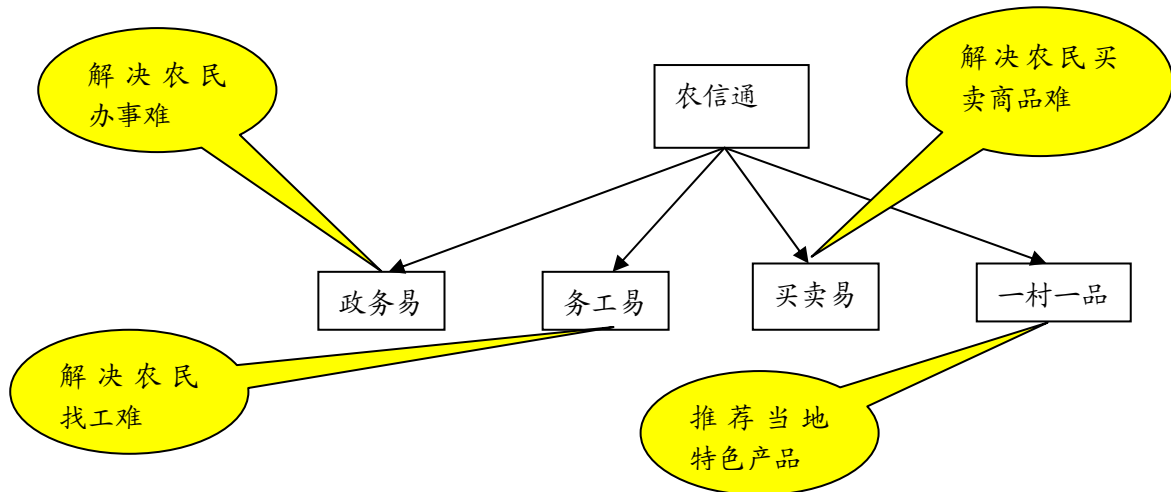 解决农民
办事难
农信通
解决农民买
卖商品难
政务易
务工易
买卖易
一村一品
解决农民
找工难
推荐当地
特色产品